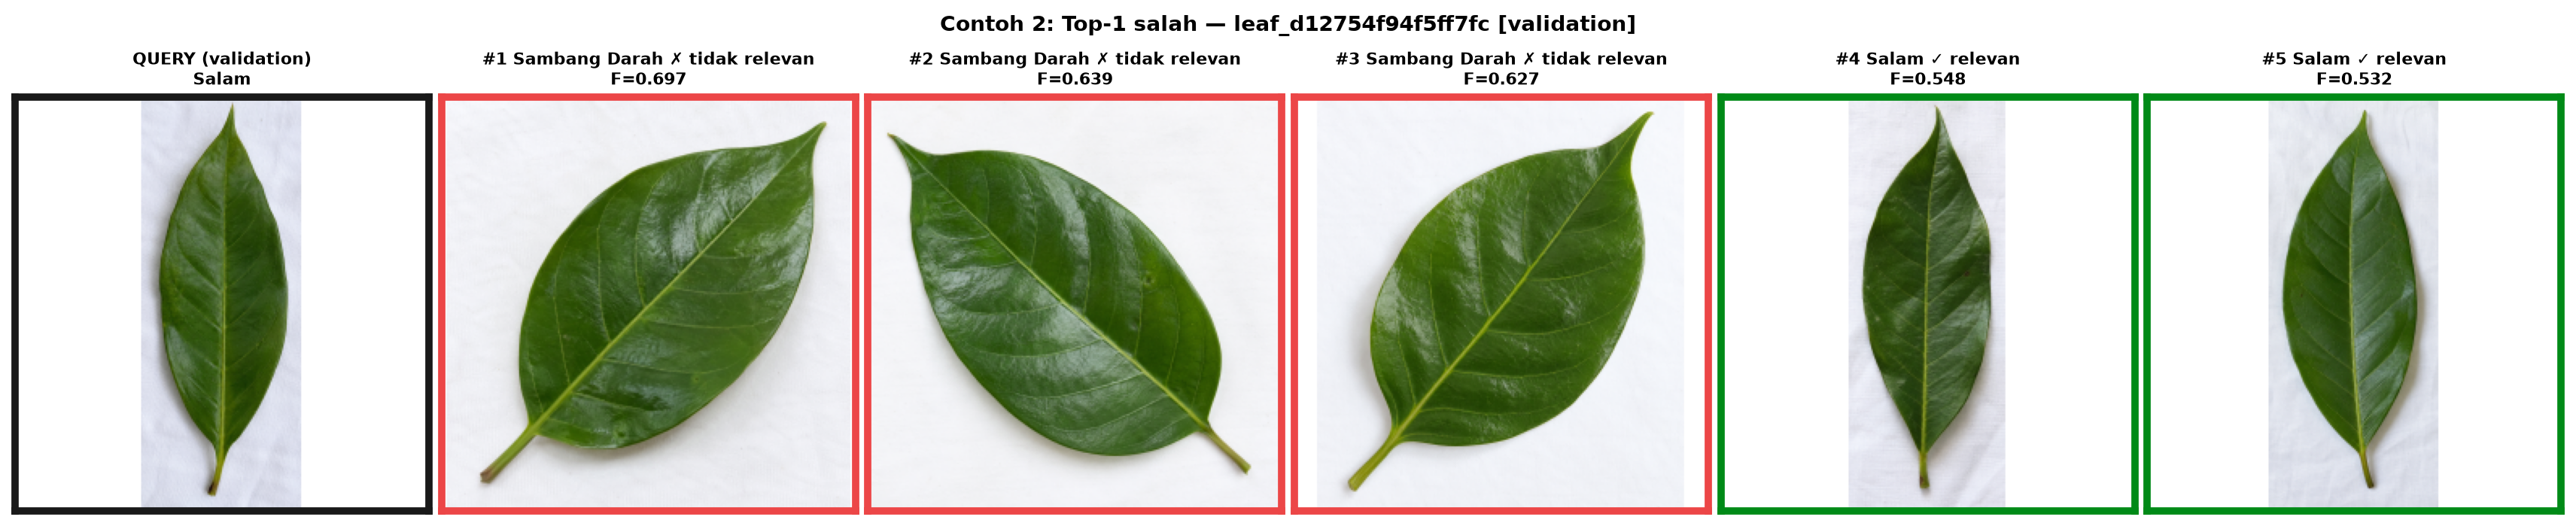 Contoh 2: Top-1 salah — leaf_d12754f94f5ff7fc [validation]
QUERY (validation)
Salam
#1 Sambang Darah ✗ tidak relevan
F=0.697
#2 Sambang Darah ✗ tidak relevan
F=0.639
#3 Sambang Darah ✗ tidak relevan
F=0.627
#4 Salam ✓ relevan
F=0.548
#5 Salam ✓ relevan
F=0.532